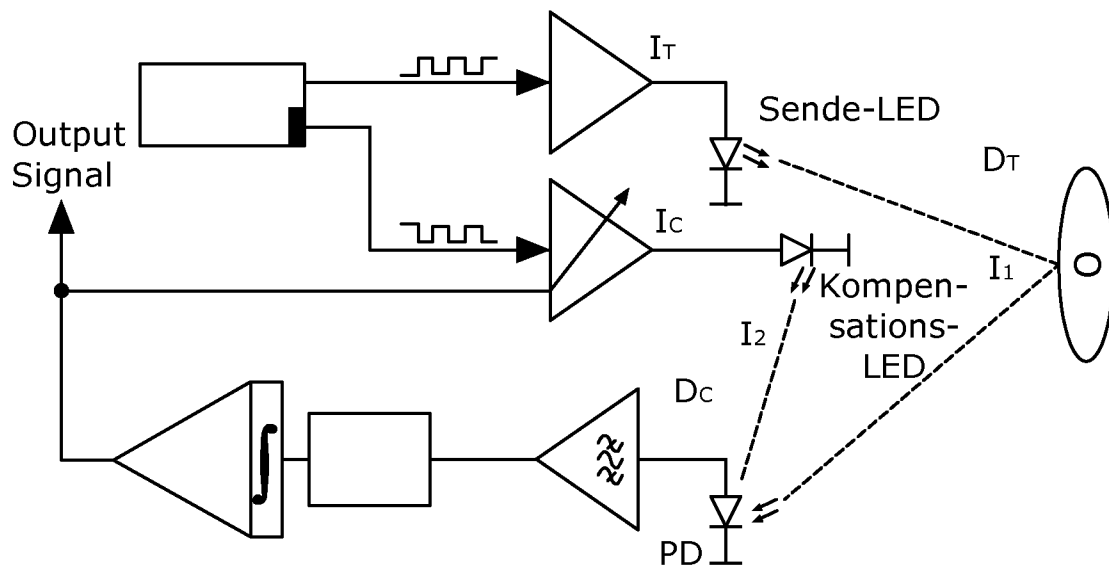 IT
Sende-LED
Output
Signal
DT
IC
I1
Kompen-
sations-
LED
I2
DC
O
PD